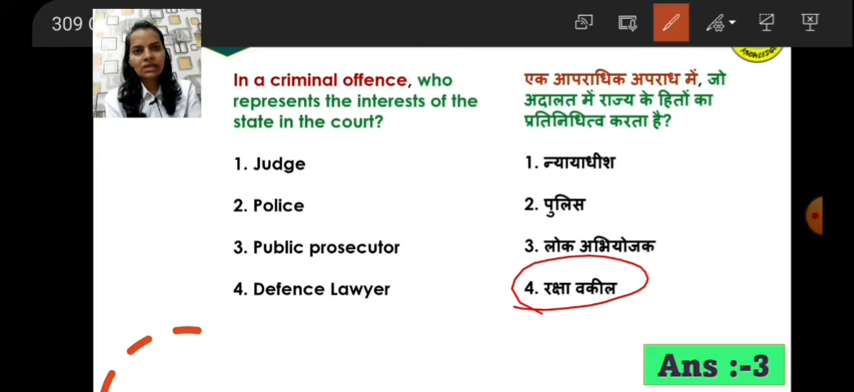 309
KNOWLEDGE
In a criminal offence, who
represents the interests of the
state in the court?
1. Judge
2. Police
3. Public prosecutor
4. Defence Lawyer
एक आपराधिक अपराध में, जो
अदालत में राज्य के हितों का
प्रतिनिधित्व करता है?
1. न्यायाधीश
2. पुलिस
3. लोक अभियोजक
4. रक्षा वकील
Ans :-3